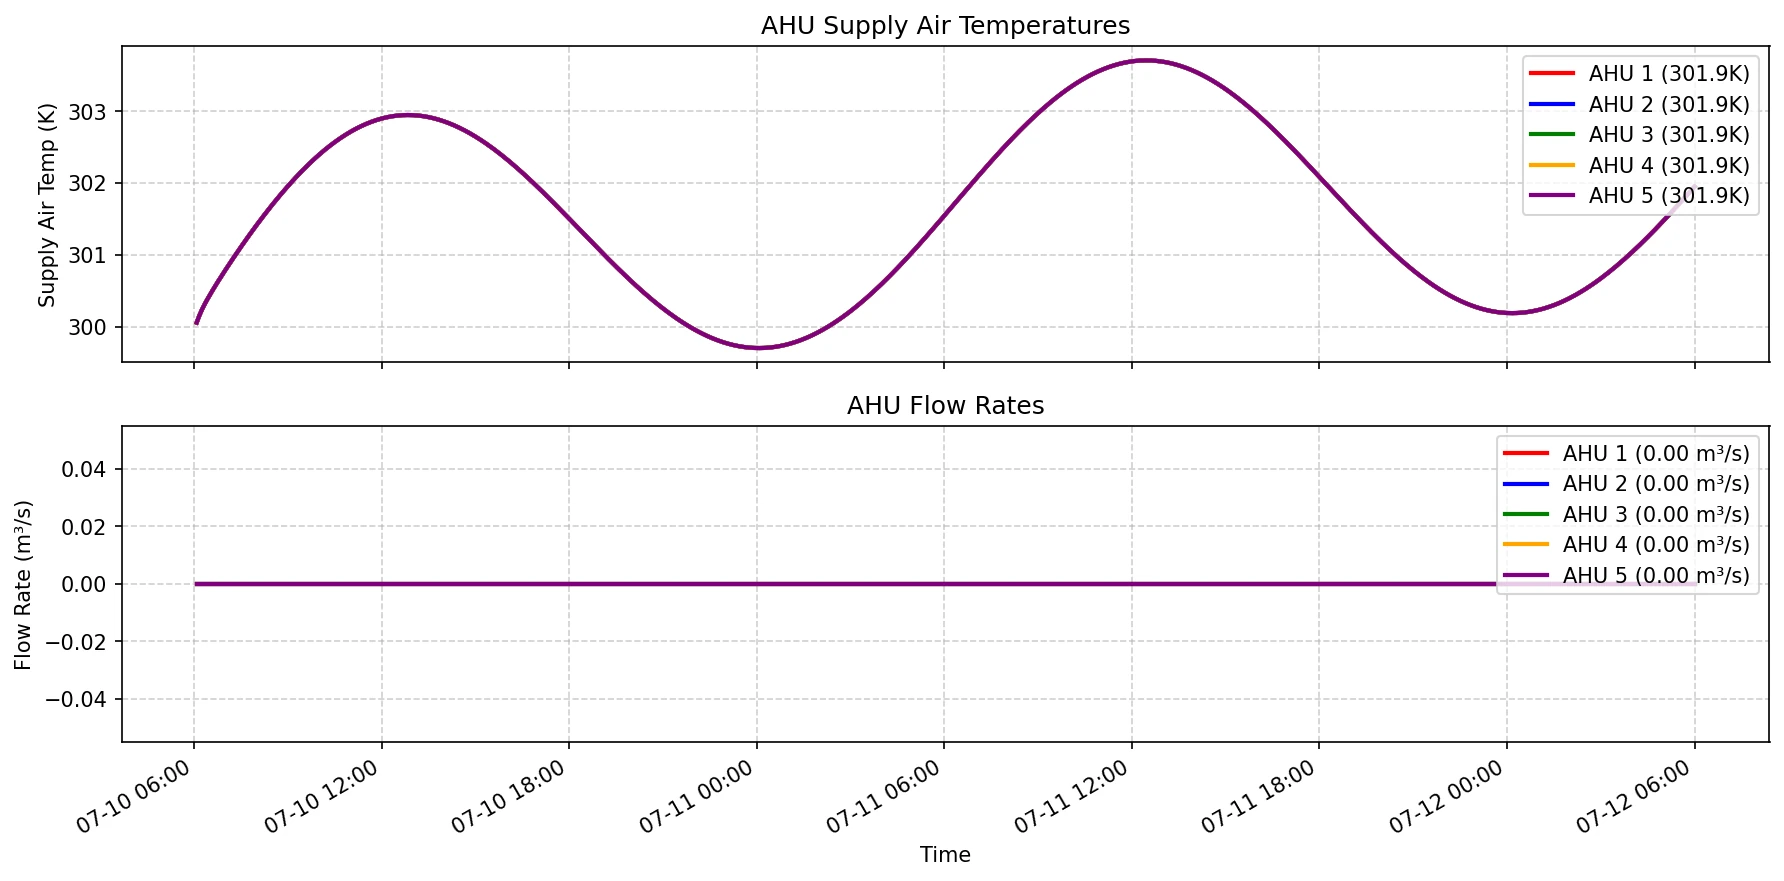 AHU Supply Air Temperatures
Supply Air Temp (K)
303
302
301
300
AHU 1 (301.9K)
AHU 2 (301.9K)
AHU 3 (301.9K)
AHU 4 (301.9K)
AHU 5 (301.9K)
AHU Flow Rates
Flow Rate (m³/s)
0.04
0.02
0.00
−0.02
−0.04
AHU 1 (0.00 m³/s)
AHU 2 (0.00 m³/s)
AHU 3 (0.00 m³/s)
AHU 4 (0.00 m³/s)
AHU 5 (0.00 m³/s)
07-10 06:00
07-10 12:00
07-10 18:00
07-11 00:00
07-11 06:00
07-11 12:00
07-11 18:00
07-12 00:00
07-12 06:00
Time